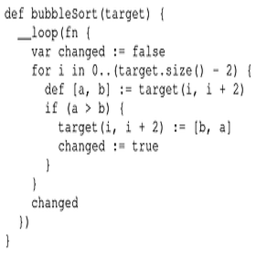 def bubbleSort(target) {
  __loop(fn {
    var changed := false
    for i in 0..(target.size() - 2) {
      def [a, b] := target(i, i + 2)
      if (a > b) {
        target(i, i + 2) := [b, a]
        changed := true
      }
    }
    changed
  })
}